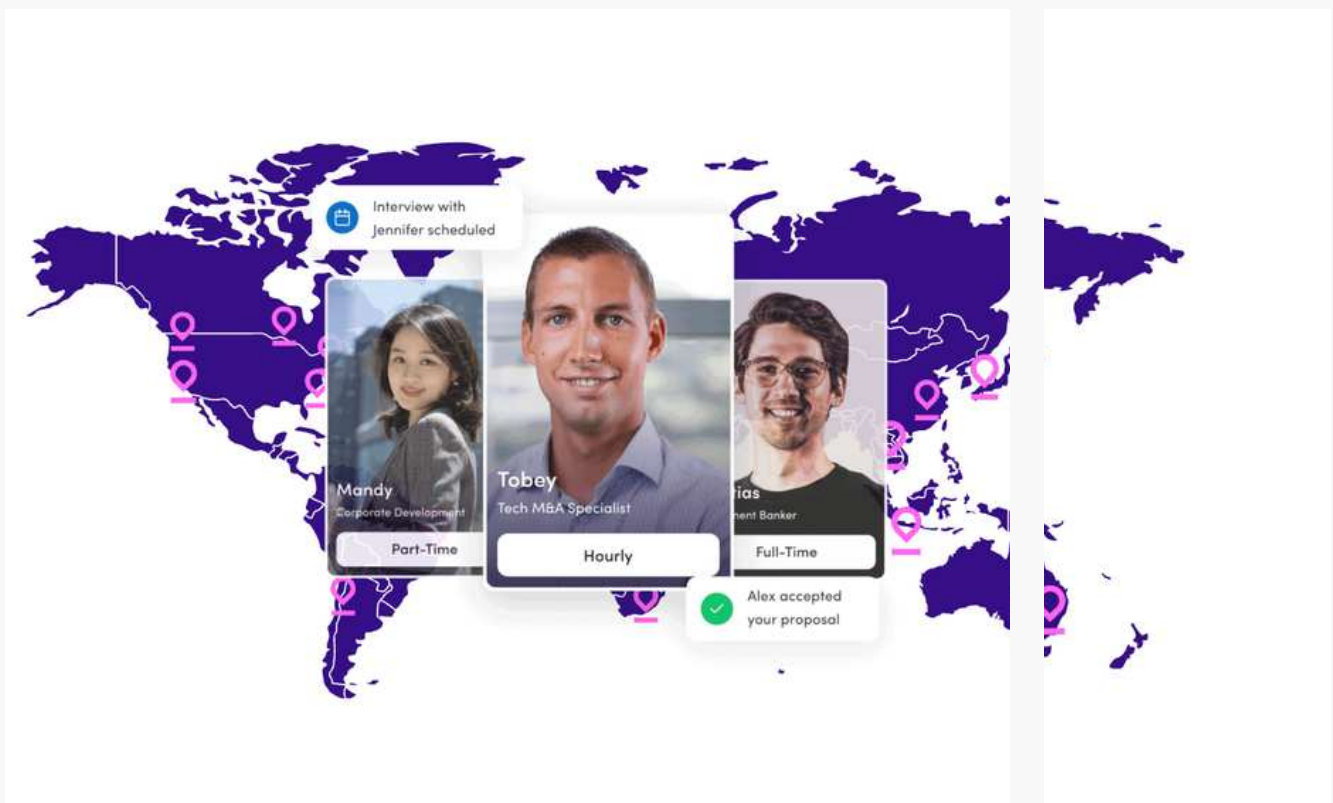 Interview with
Jennifer scheduled
Mandy
Corporate Development
Part-Time
Tobey
Tech M&A Specialist
Hourly
Full-Time
Alex accepted
your proposal